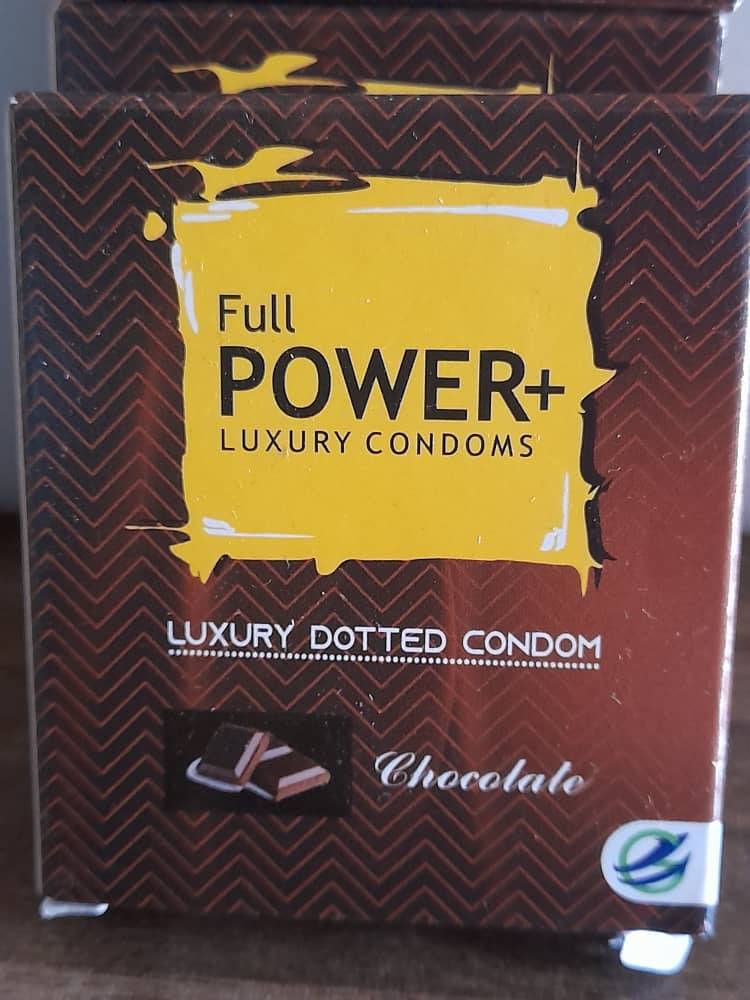 Full
POWER+
LUXURY CONDOMS
LUXURY DOTTED CONDOM
Chocolate